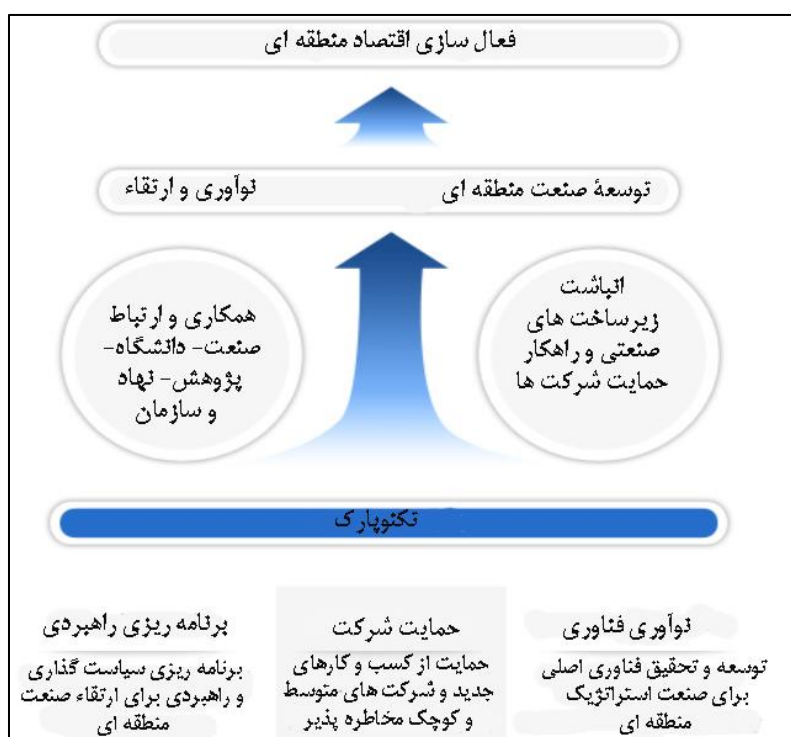 فعال سازی اقتصاد منطقه ای
توسعهٔ صنعت منطقه ای
نوآوری و ارتقاء
انباشت
زیرساخت های
صنعتی و راهکار
حمایت شرکت ها
همکاری و ارتباط
صنعت- دانشگاه-
پژوهش- نهاد
و سازمان
تکنوپارک
نوآوری فناوری
توسعه و تحقیق فناوری اصلی
برای صنعت استراتژیک
منطقه ای
حمایت شرکت
حمایت از کسب و کارهای
جدید و شرکت های متوسط
و کوچک مخاطره پذیر
برنامه ریزی راهبردی
برنامه ریزی سیاست گذاری
و راهبردی برای ارتقاء صنعت
منطقه ای